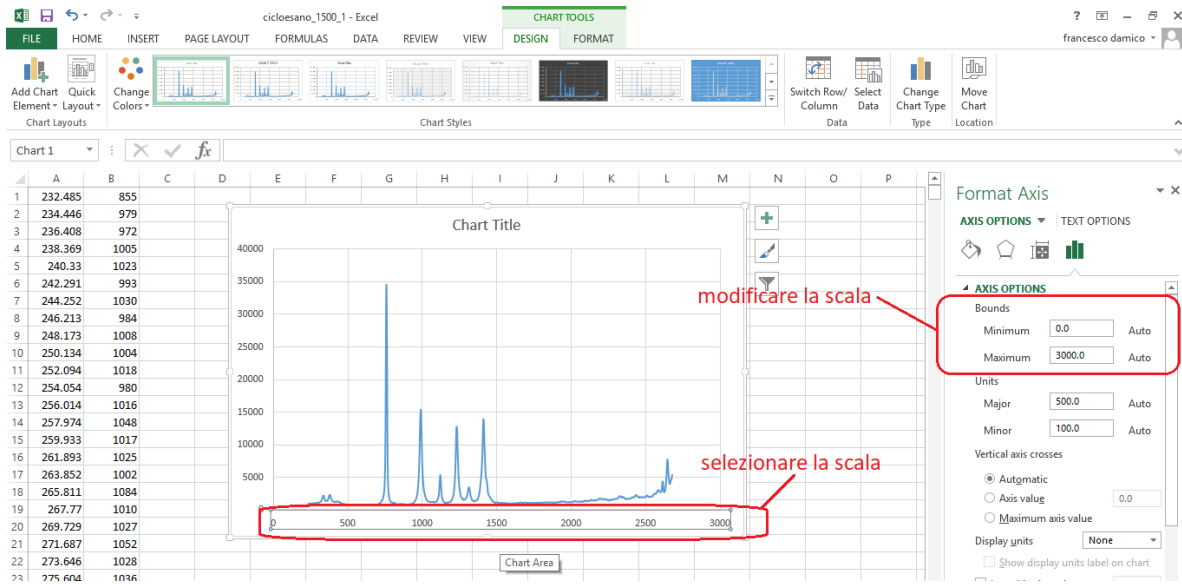 cicloesano_1500_1 - Excel
CHART TOOLS
?
FILE HOME INSERT PAGE LAYOUT FORMULAS DATA REVIEW VIEW DESIGN FORMAT
francesco damico
Add Chart Element
Quick Layout
Change Colors
Switch Row/ Column
Select Data
Change Chart Type
Move Chart
Chart Layouts
Chart Styles
Data
Type
Location
Chart 1
fx
A B C D E F G H I J K L M N O P
1 232.485 855
2 234.446 979
3 236.408 972
4 238.369 1005
5 240.33 1023
6 242.291 993
7 244.252 1030
8 246.213 984
9 248.173 1008
10 250.134 1004
11 252.094 1018
12 254.054 980
13 256.014 1016
14 257.974 1048
15 259.933 1017
16 261.893 1025
17 263.852 1002
18 265.811 1084
19 267.77 1010
20 269.729 1027
21 271.687 1052
22 273.646 1028
23 275.604 1036
Chart Title
40000
35000
30000
25000
20000
15000
10000
5000
0 500 1000 1500 2000 2500 3000
Chart Area
modificare la scala
selezionare la scala
Format Axis
AXIS OPTIONS TEXT OPTIONS
AXIS OPTIONS
Bounds
Minimum 0.0 Auto
Maximum 3000.0 Auto
Units
Major 500.0 Auto
Minor 100.0 Auto
Vertical axis crosses
Automatic
Axis value 0.0
Maximum axis value
Display units None
Show display units label on chart